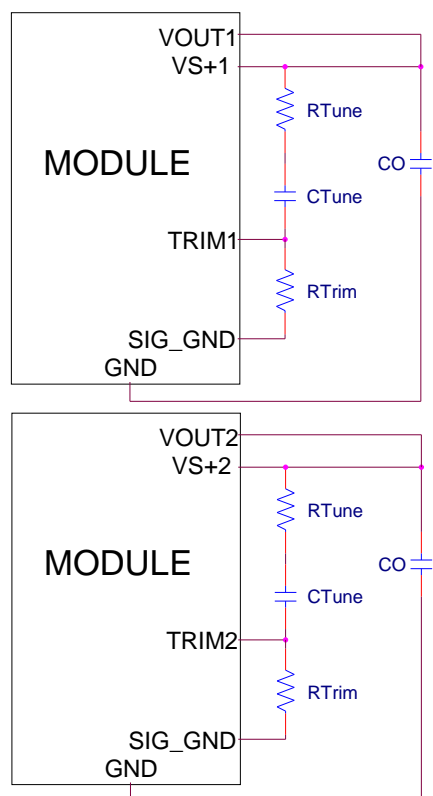 VOUT1
VS+1
RTune
MODULE
CO
CTune
TRIM1
RTrim
SIG_GND
GND
VOUT2
VS+2
RTune
MODULE
CO
CTune
TRIM2
RTrim
SIG_GND
GND